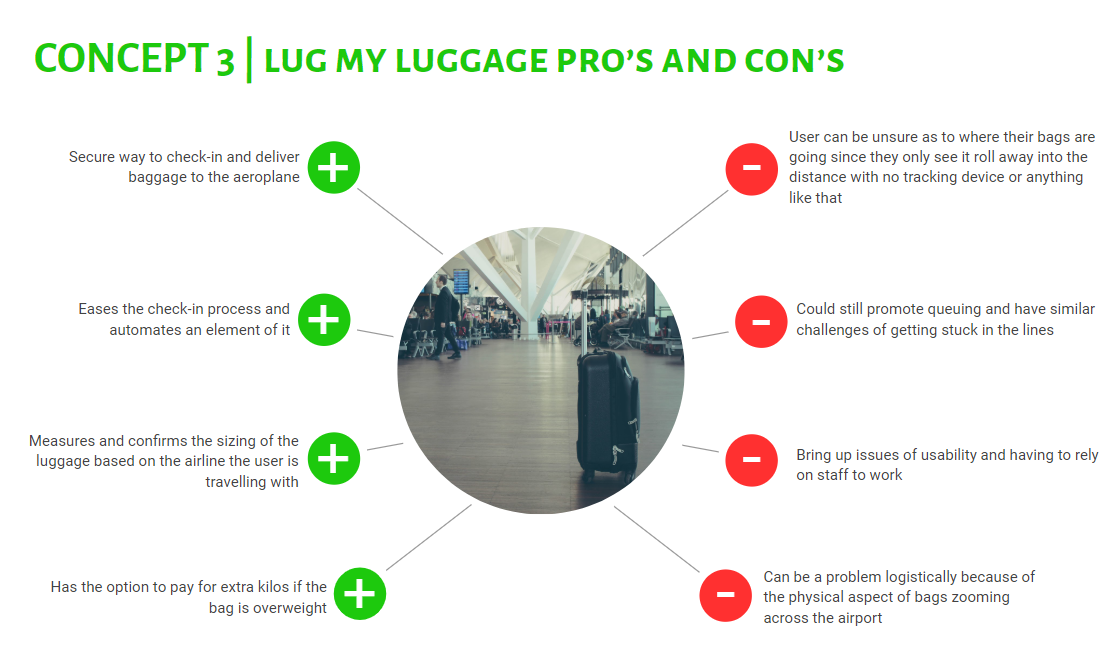 CONCEPT 3 | LUG MY LUGGAGE PRO'S AND CON'S
Secure way to check-in and deliver
baggage to the aeroplane
Eases the check-in process and
automates an element of it
Measures and confirms the sizing of the
luggage based on the airline the user is
travelling with
Has the option to pay for extra kilos if the
bag is overweight
User can be unsure as to where their bags are
going since they only see it roll away into the
distance with no tracking device or anything
like that
Could still promote queuing and have similar
challenges of getting stuck in the lines
Bring up issues of usability and having to rely
on staff to work
Can be a problem logistically because of
the physical aspect of bags zooming
across the airport